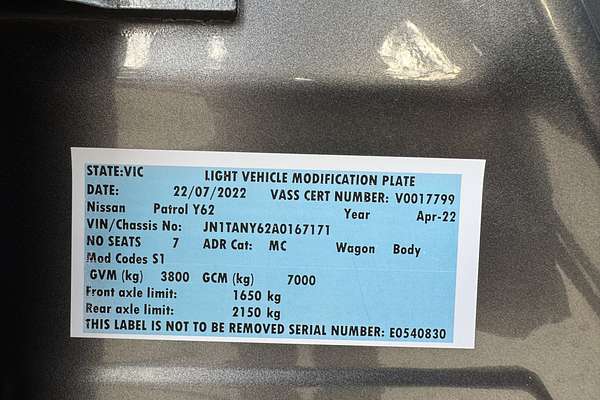 STATE:VIC LIGHT VEHICLE MODIFICATION PLATE
DATE: 22/07/2022 VASS CERT NUMBER: V0017799
Nissan Patrol Y62 Year Apr-22
VIN/Chassis No: JN1TANY62A0167171
NO SEATS 7 ADR Cat: MC Wagon Body
Mod Codes S1
GVM (kg) 3800 GCM (kg) 7000
Front axle limit: 1650 kg
Rear axle limit: 2150 kg
THIS LABEL IS NOT TO BE REMOVED SERIAL NUMBER: E0540830